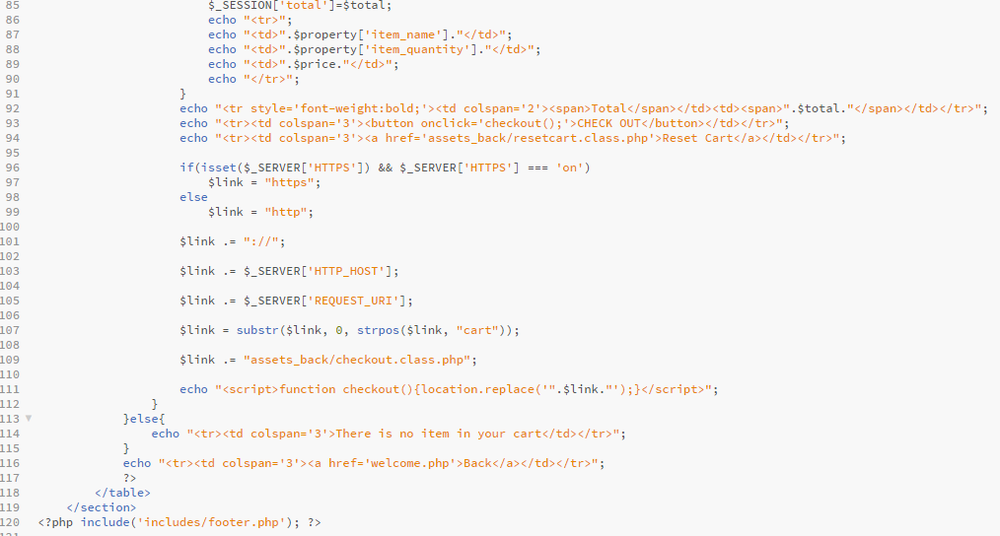 85 $_SESSION['total']=$total;
86 echo "<tr>";
87 echo "<td>".$property['item_name']."</td>";
88 echo "<td>".$property['item_quantity']."</td>";
89 echo "<td>".$price."</td>";
90 echo "</tr>";
91 }
92 echo "<tr style='font-weight:bold;'><td colspan='2'><span>Total</span></td><td><span>".$total."</span></td></tr>";
93 echo "<tr><td colspan='3'><button onclick='checkout();'>CHECK OUT</button></td></tr>";
94 echo "<tr><td colspan='3'><a href='assets_back/resetcart.class.php'>Reset Cart</a></td></tr>";
95
96 if(isset($_SERVER['HTTPS']) && $_SERVER['HTTPS'] === 'on')
97 $link = "https";
98 else
99 $link = "http";
100
101 $link .= "://";
102
103 $link .= $_SERVER['HTTP_HOST'];
104
105 $link .= $_SERVER['REQUEST_URI'];
106
107 $link = substr($link, 0, strpos($link, "cart"));
108
109 $link .= "assets_back/checkout.class.php";
110
111 echo "<script>function checkout(){location.replace('".$link."');}</script>";
112 }
113 }else{
114 echo "<tr><td colspan='3'>There is no item in your cart</td></tr>";
115 }
116 echo "<tr><td colspan='3'><a href='welcome.php'>Back</a></td></tr>";
117 ?>
118 </table>
119 </section>
120 <?php include('includes/footer.php'); ?>